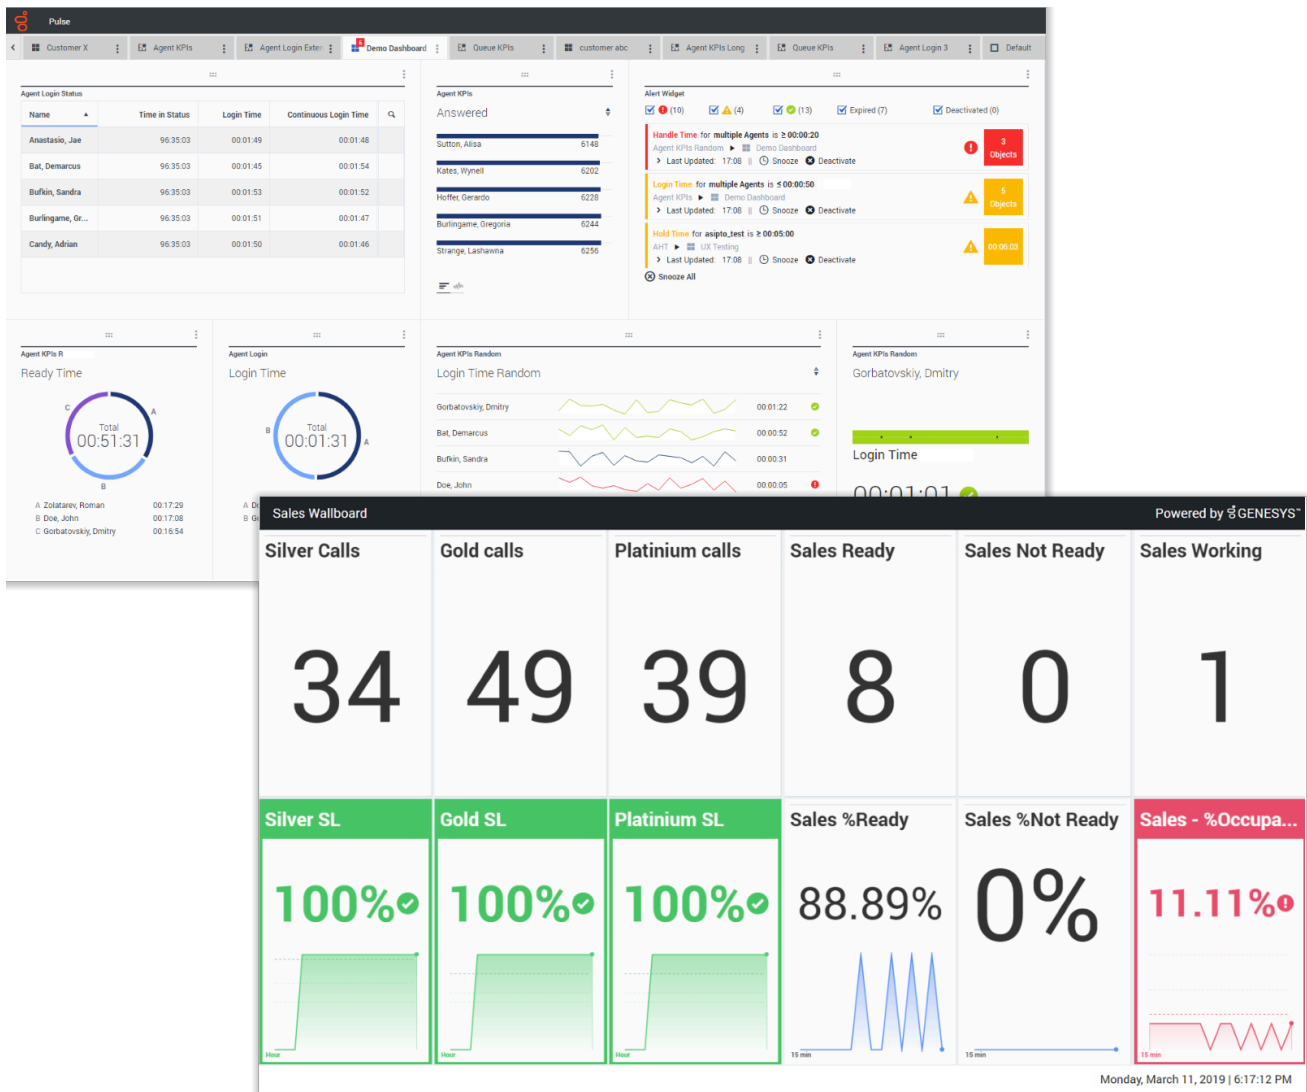 Pulse
Customer X
Agent KPIs
Agent Login Exten
5
Demo Dashboard
Queue KPIs
customer abc
Agent KPIs Long
Queue KPIs
Agent Login 3
Default
Agent Login Status
Name Time in Status Login Time Continuous Login Time
Anastasio, Jae 96:35:03 00:01:49 00:01:48
Bat, Demarcus 96:35:03 00:01:45 00:01:54
Bufkin, Sandra 96:35:03 00:01:53 00:01:52
Burlingame, Gr... 96:35:03 00:01:51 00:01:47
Candy, Adrian 96:35:03 00:01:50 00:01:46
Agent KPIs
Answered
Sutton, Alisa 6148
Kates, Wynell 6202
Hoffer, Gerardo 6228
Burlingame, Gregoria 6244
Strange, Lashawna 6256
Alert Widget
(10) (4) (13) Expired (7) Deactivated (0)
Handle Time for multiple Agents is ≥ 00:00:20
Agent KPIs Random Demo Dashboard
Last Updated: 17:08 || Snooze Deactivate
3
Objects
Login Time for multiple Agents is ≤ 00:00:50
Agent KPIs Demo Dashboard
Last Updated: 17:08 || Snooze Deactivate
5
Objects
Hold Time for asipto_test is ≥ 00:05:00
AHT UX Testing
Last Updated: 17:08 || Snooze Deactivate
00:06:03
Snooze All
Agent KPIs R
Ready Time
C A B
Total
00:51:31
A Zolatarev, Roman 00:17:29
B Doe, John 00:17:08
C Gorbatovskiy, Dmitry 00:16:54
Agent Login
Login Time
B A
Total
00:01:31
A D
B G
Agent KPIs Random
Login Time Random
Gorbatovskiy, Dmitry 00:01:22
Bat, Demarcus 00:00:52
Bufkin, Sandra 00:00:31
Doe, John 00:00:05
Agent KPIs Random
Gorbatovskiy, Dmitry
Login Time
00:01:01
Sales Wallboard
Powered by GENESYS™
Silver Calls
34
Gold calls
49
Platinium calls
39
Sales Ready
8
Sales Not Ready
0
Sales Working
1
Silver SL
100%
Hour
Gold SL
100%
Hour
Platinium SL
100%
Hour
Sales %Ready
88.89%
15 min
Sales %Not Ready
0%
15 min
Sales - %Occupa...
11.11%
15 min
Monday, March 11, 2019 | 6:17:12 PM